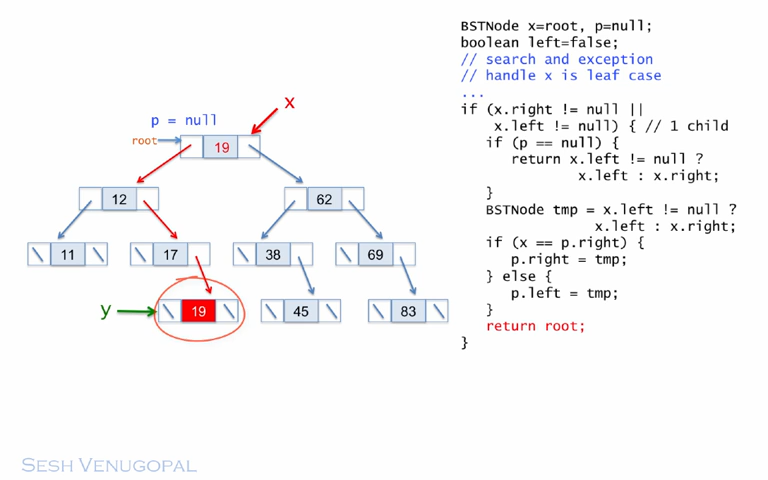 x
p = null
root
19
12
62
11
17
38
69
y
19
45
83
BSTNode x=root, p=null;
boolean left=false;
// search and exception
// handle x is leaf case
...
if (x.right != null ||
x.left != null) { // 1 child
if (p == null) {
return x.left != null ?
x.left : x.right;
}
BSTNode tmp = x.left != null ?
x.left : x.right;
if (x == p.right) {
p.right = tmp;
} else {
p.left = tmp;
}
return root;
}
SESH VENUGOPAL